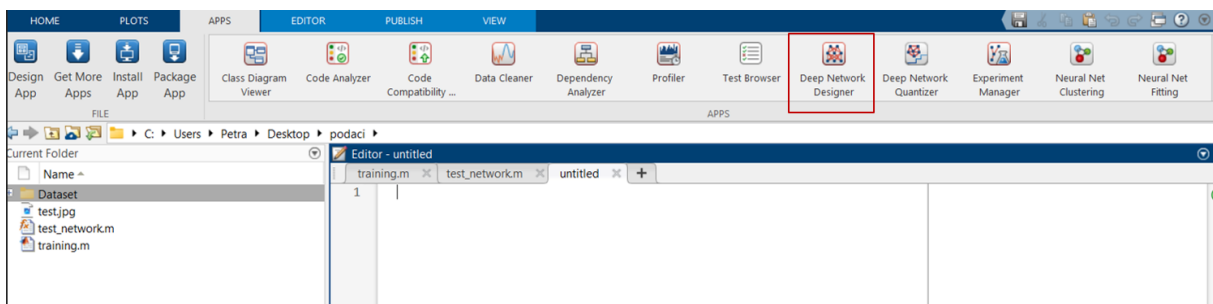 HOME PLOTS APPS EDITOR PUBLISH VIEW
Design App
Get More Apps
Install App
Package App
Class Diagram Viewer
Code Analyzer
Code Compatibility ...
Data Cleaner
Dependency Analyzer
Profiler
Test Browser
Deep Network Designer
Deep Network Quantizer
Experiment Manager
Neural Net Clustering
Neural Net Fitting
FILE APPS
C: Users Petra Desktop podaci
Current Folder
Name
Dataset
test.jpg
test_network.m
training.m
Editor - untitled
training.m test_network.m untitled +
1